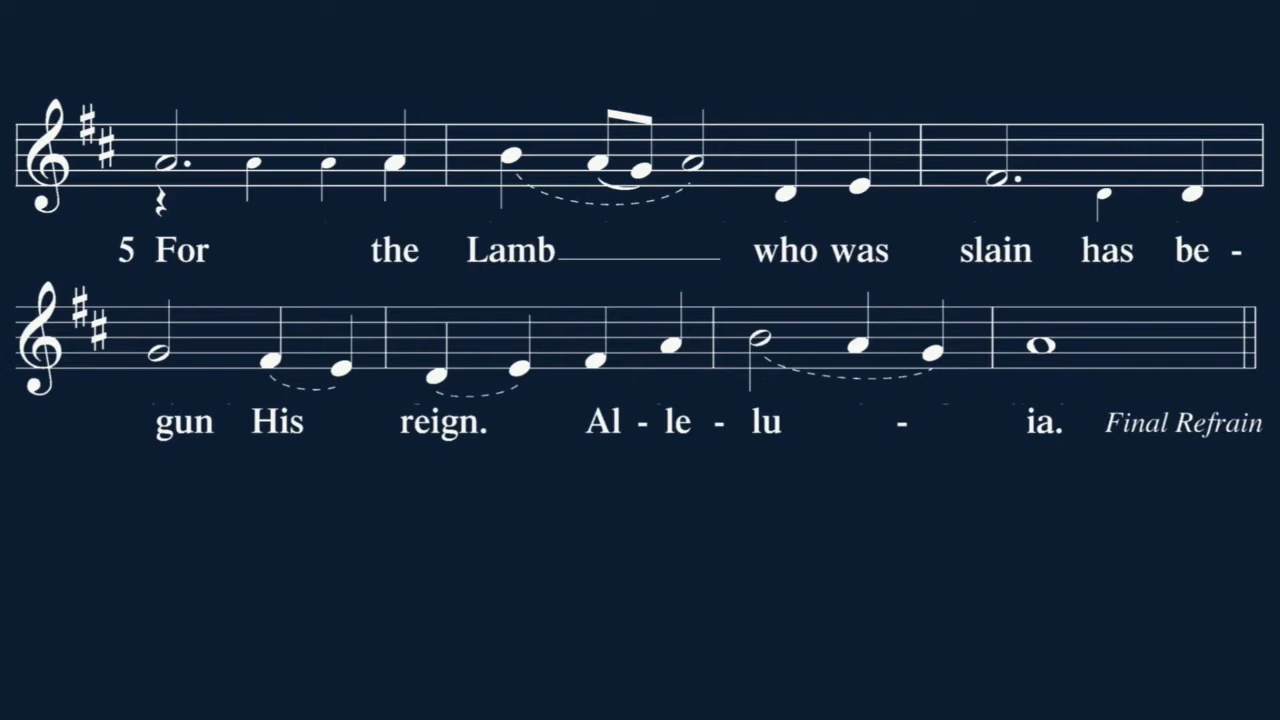 5 For the Lamb who was slain has be -
gun His reign. Al - le - lu - ia. Final Refrain